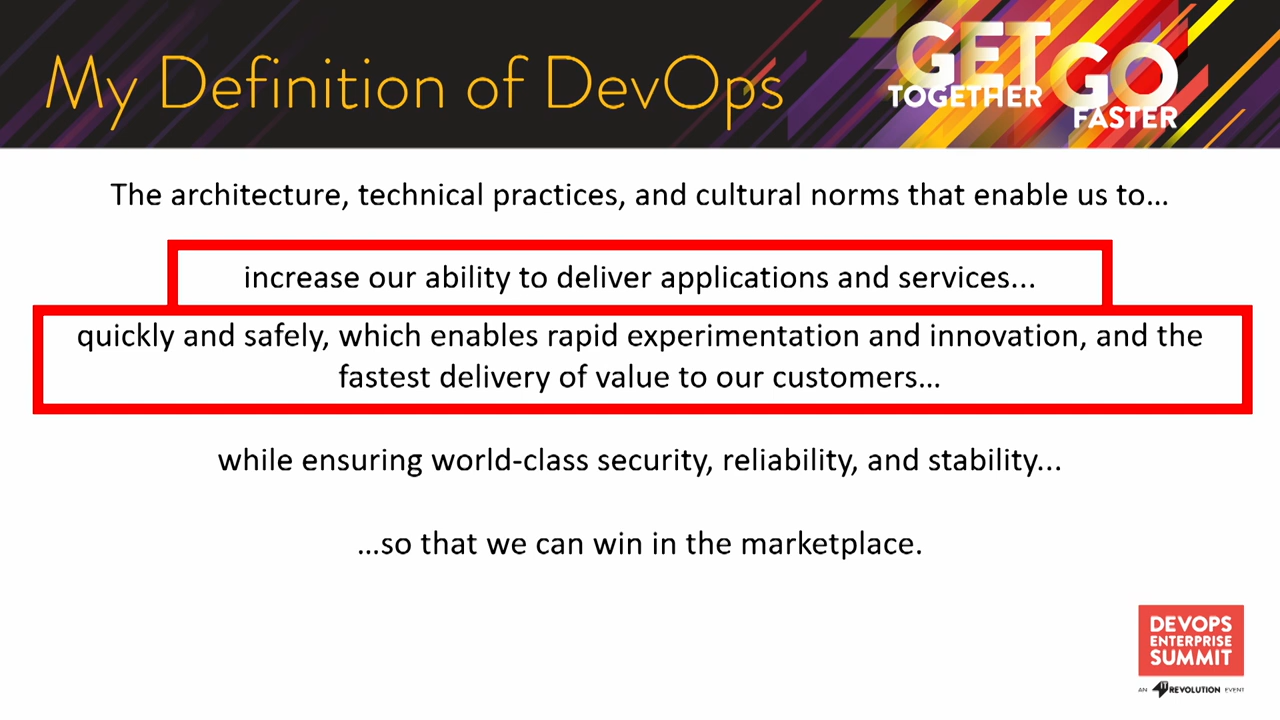 My Definition of DevOps
GET
TOGETHER
GO
FASTER
The architecture, technical practices, and cultural norms that enable us to...
increase our ability to deliver applications and services...
quickly and safely, which enables rapid experimentation and innovation, and the
fastest delivery of value to our customers...
while ensuring world-class security, reliability, and stability...
...so that we can win in the marketplace.
DEVOPS
ENTERPRISE
SUMMIT
AN IT REVOLUTION EVENT